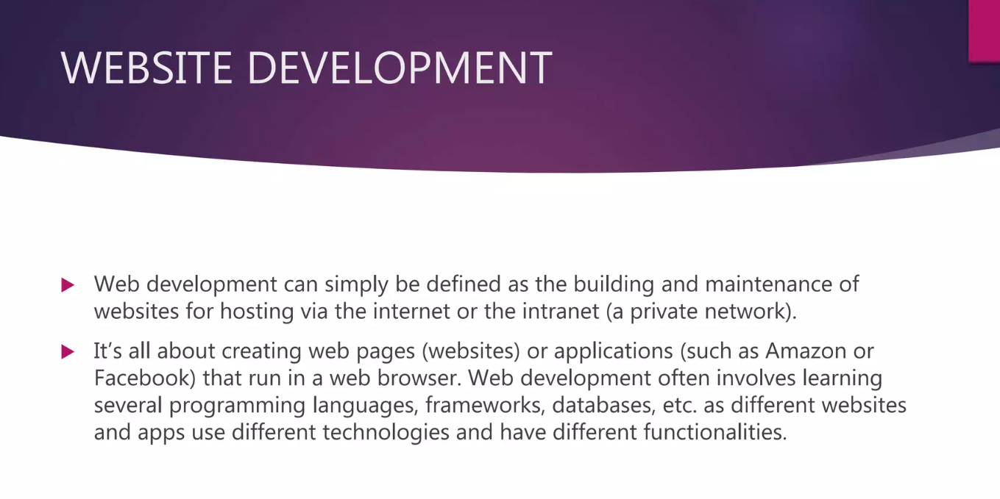 WEBSITE DEVELOPMENT
Web development can simply be defined as the building and maintenance of
websites for hosting via the internet or the intranet (a private network).
It’s all about creating web pages (websites) or applications (such as Amazon or
Facebook) that run in a web browser. Web development often involves learning
several programming languages, frameworks, databases, etc. as different websites
and apps use different technologies and have different functionalities.